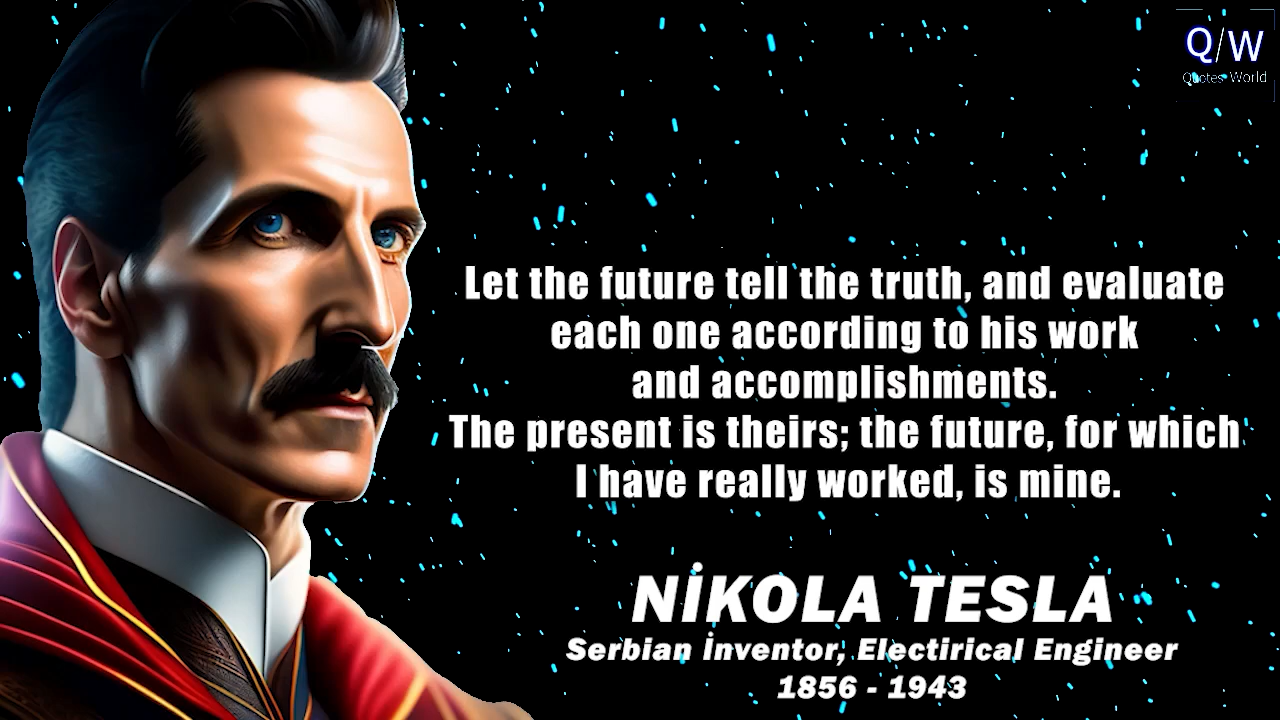 Q/W
Quotes World
Let the future tell the truth, and evaluate
each one according to his work
and accomplishments.
The present is theirs; the future, for which
I have really worked, is mine.
NİKOLA TESLA
Serbian İnventor, Electirical Engineer
1856 - 1943